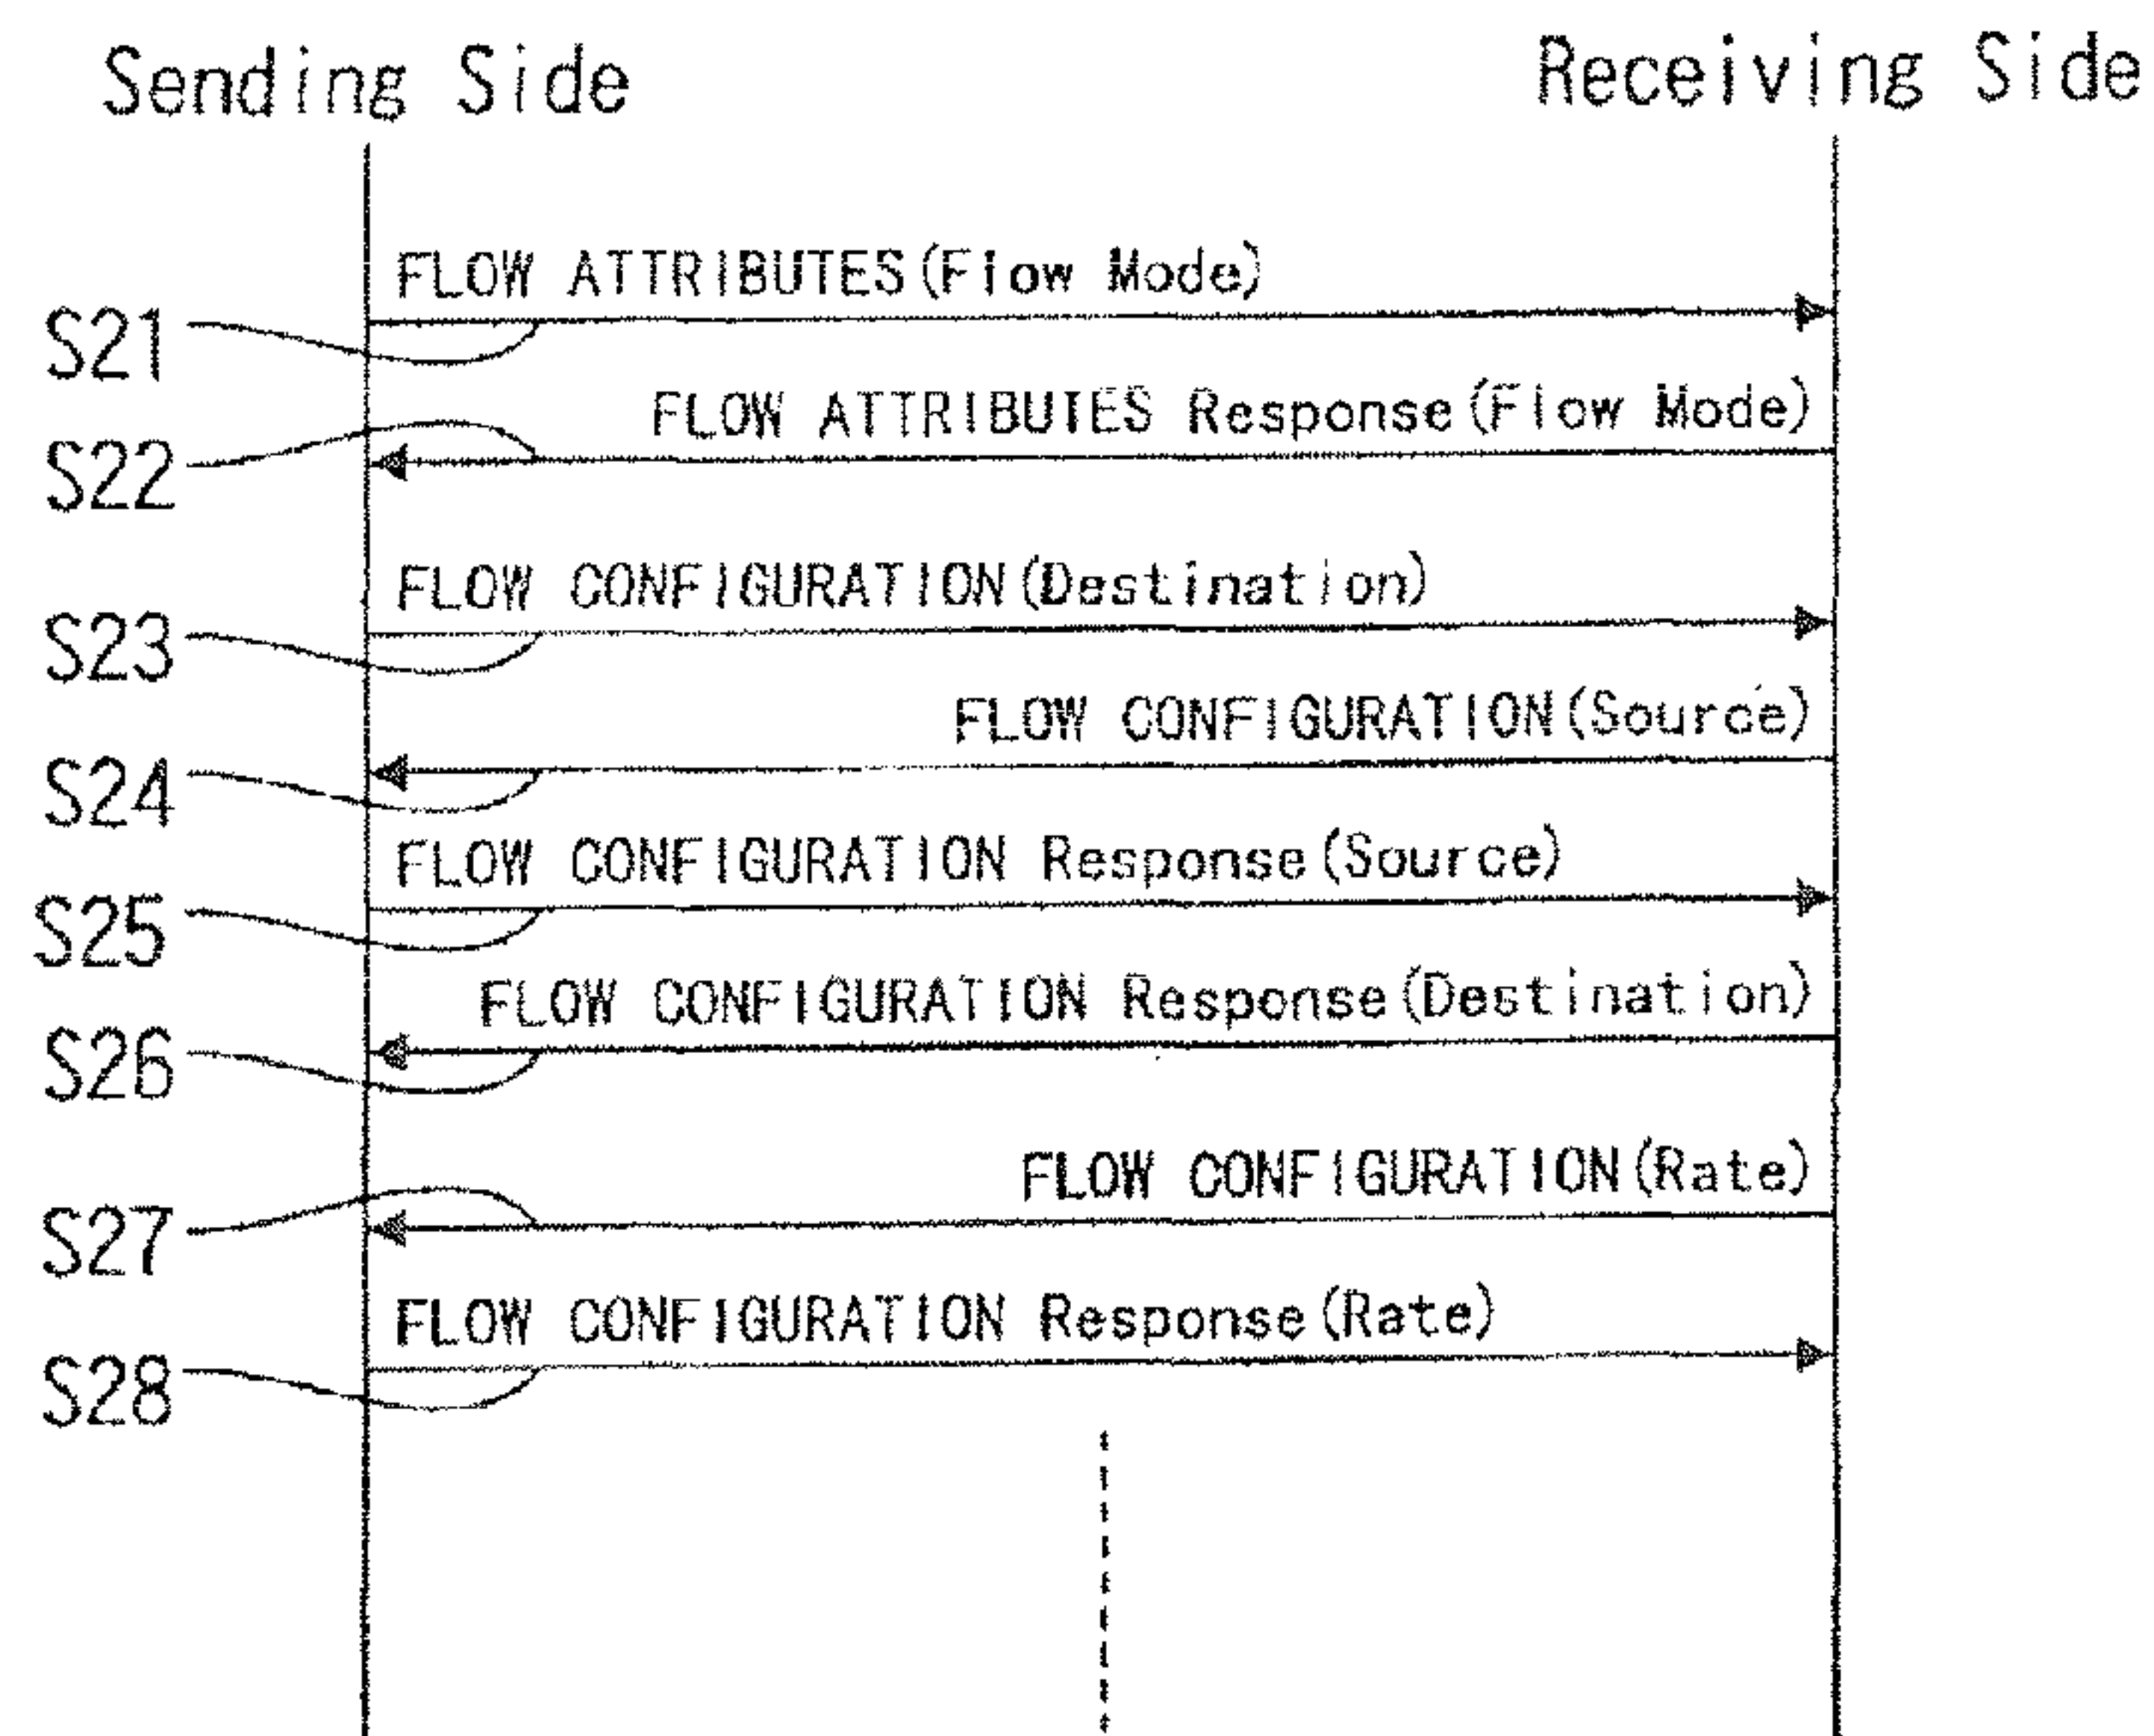 Sending Side
Receiving Side
FLOW ATTRIBUTES(Flow Mode)
S21
FLOW ATTRIBUTES Response(Flow Mode)
S22
FLOW CONFIGURATION(Destination)
S23
FLOW CONFIGURATION(Source)
S24
FLOW CONFIGURATION Response(Source)
S25
FLOW CONFIGURATION Response(Destination)
S26
FLOW CONFIGURATION(Rate)
S27
FLOW CONFIGURATION Response(Rate)
S28